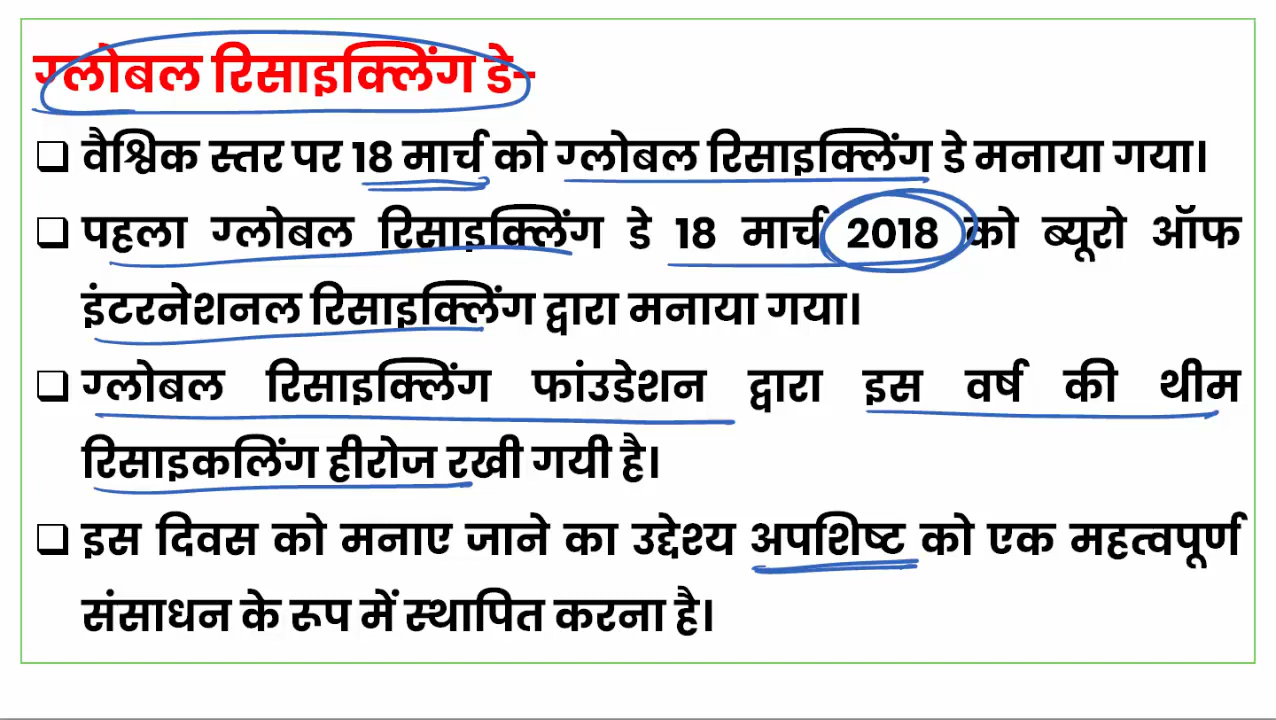 ग्लोबल रिसाइक्लिंग डे-
❑ वैश्विक स्तर पर 18 मार्च को ग्लोबल रिसाइक्लिंग डे मनाया गया।
❑ पहला ग्लोबल रिसाइक्लिंग डे 18 मार्च 2018 को ब्यूरो ऑफ
इंटरनेशनल रिसाइक्लिंग द्वारा मनाया गया।
❑ ग्लोबल रिसाइक्लिंग फांउडेशन द्वारा इस वर्ष की थीम
रिसाइकलिंग हीरोज रखी गयी है।
❑ इस दिवस को मनाए जाने का उद्देश्य अपशिष्ट को एक महत्वपूर्ण
संसाधन के रूप में स्थापित करना है।